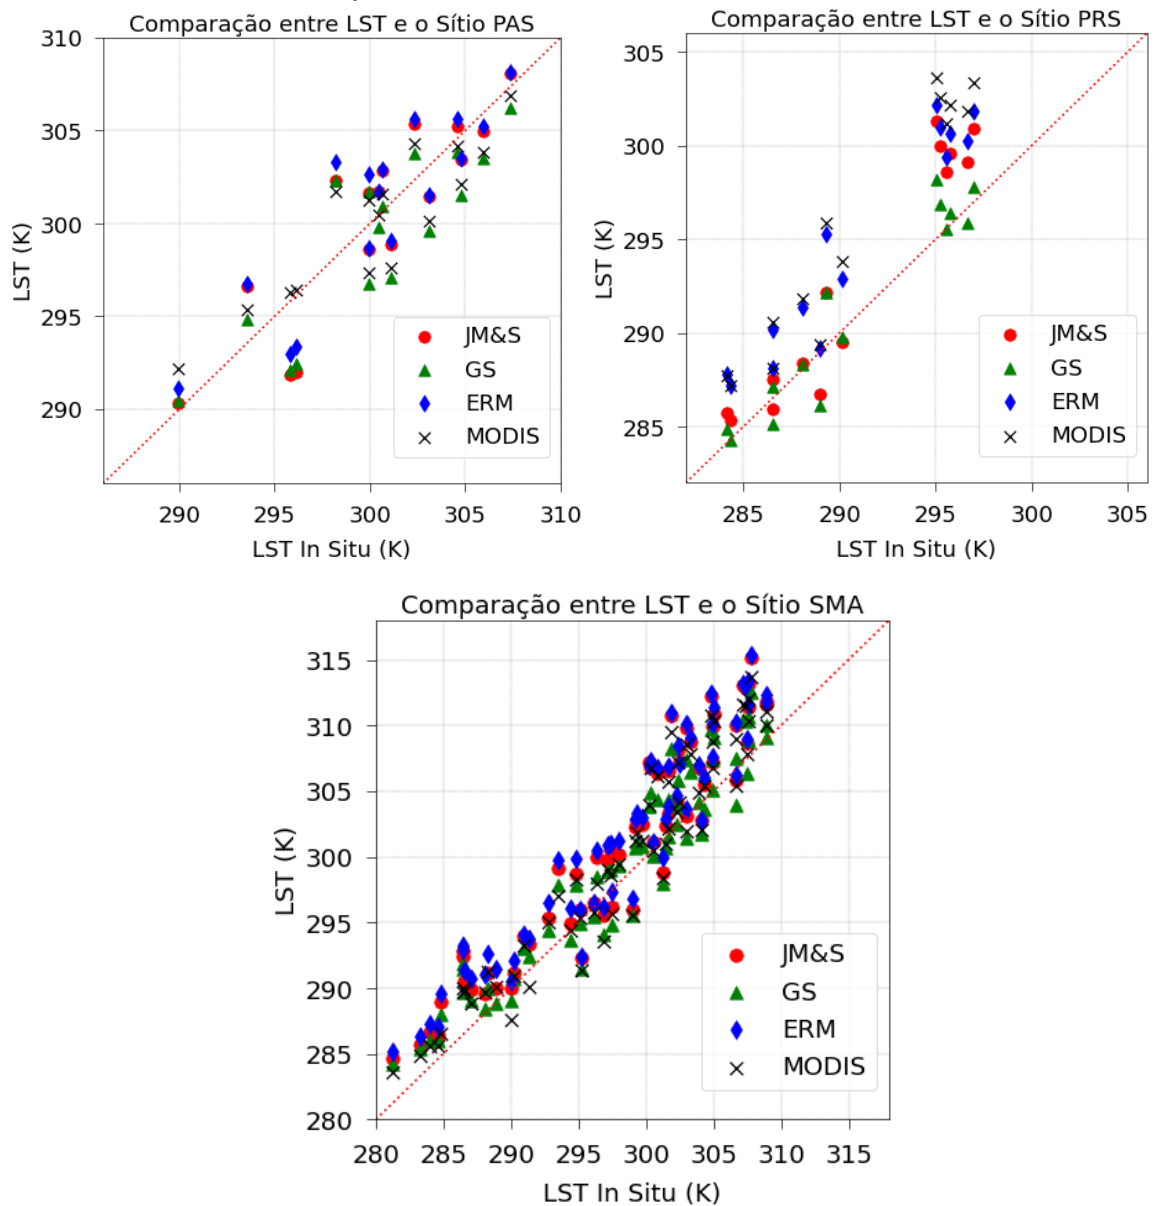 Comparação entre LST e o Sítio PAS
310
305
300
295
290
LST (K)
JM&S
GS
ERM
MODIS
290 295 300 305 310
LST In Situ (K)
Comparação entre LST e o Sítio PRS
305
300
295
290
285
LST (K)
JM&S
GS
ERM
MODIS
285 290 295 300 305
LST In Situ (K)
Comparação entre LST e o Sítio SMA
315
310
305
300
295
290
285
280
LST (K)
JM&S
GS
ERM
MODIS
280 285 290 295 300 305 310 315
LST In Situ (K)